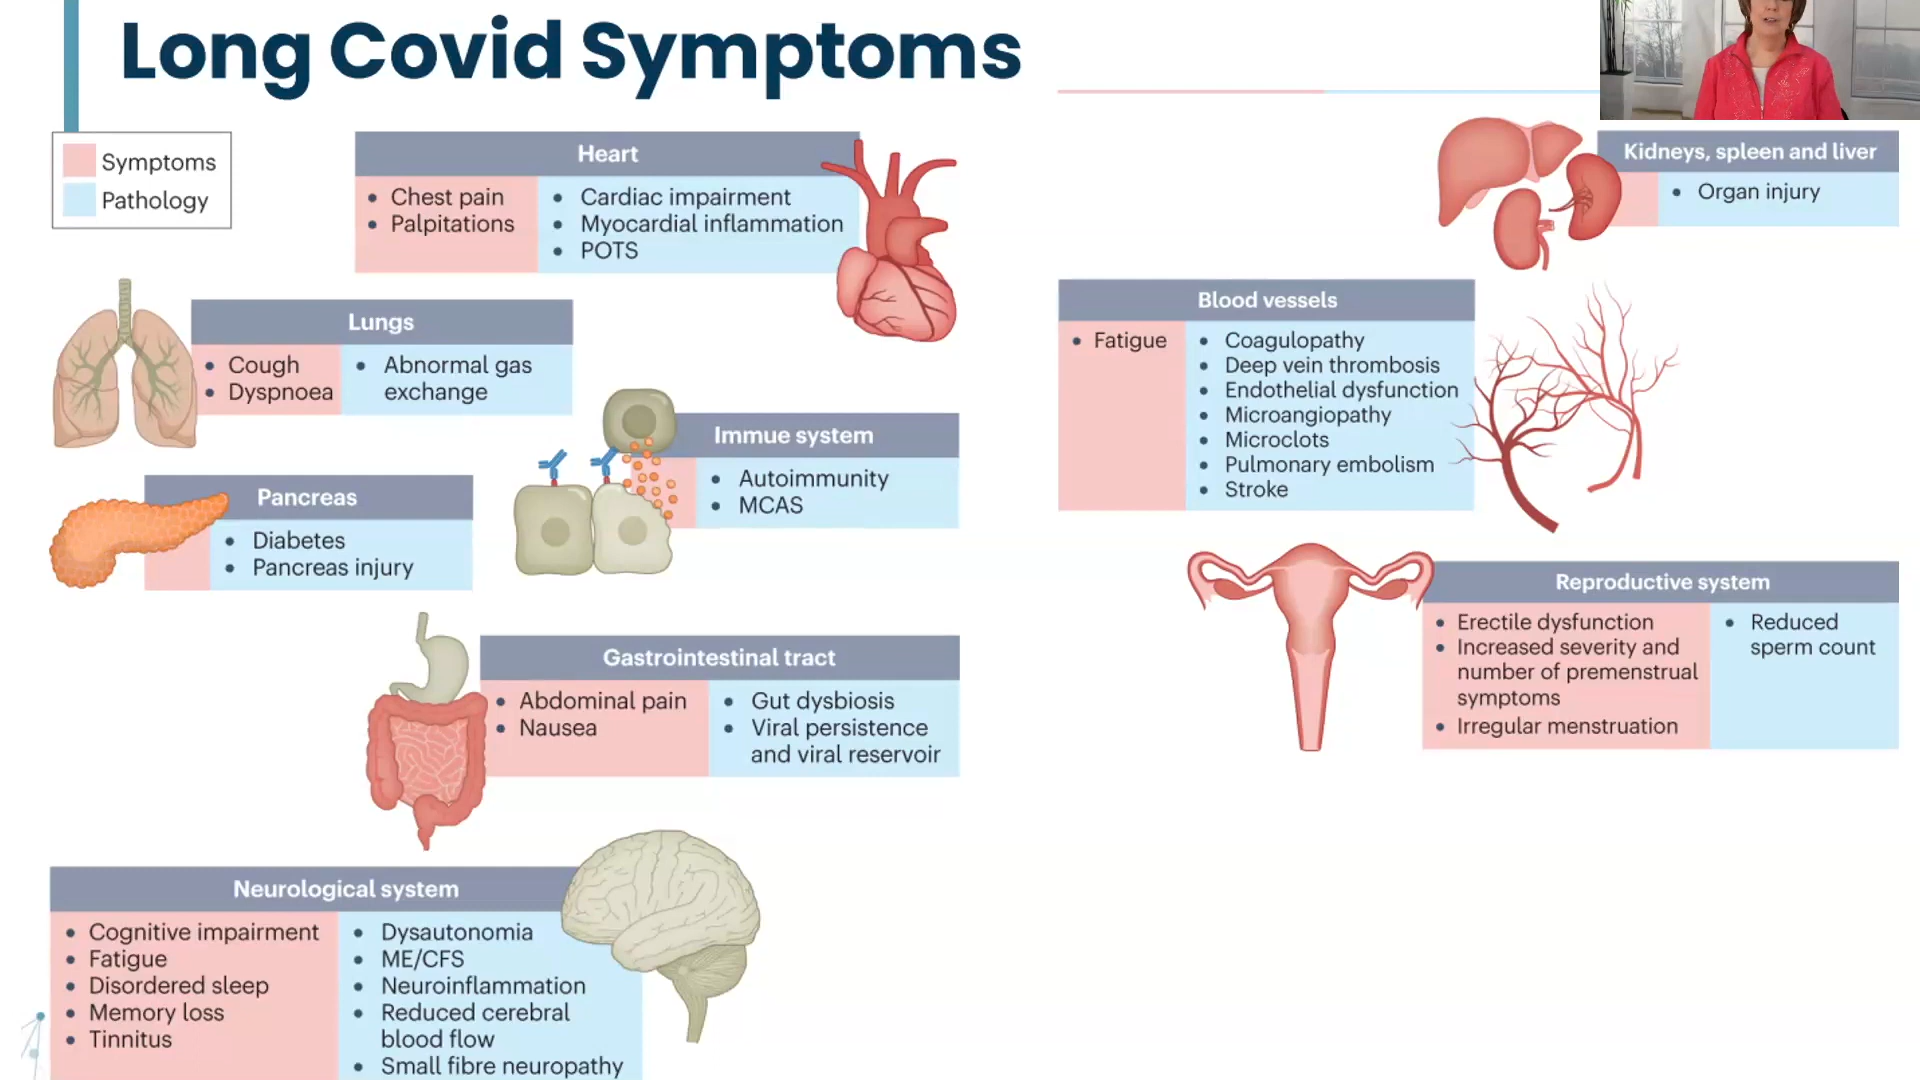 Long Covid Symptoms
Symptoms
Pathology
Heart
Chest pain
Palpitations
Cardiac impairment
Myocardial inflammation
POTS
Lungs
Cough
Dyspnoea
Abnormal gas
exchange
Immue system
Autoimmunity
MCAS
Pancreas
Diabetes
Pancreas injury
Gastrointestinal tract
Abdominal pain
Nausea
Gut dysbiosis
Viral persistence
and viral reservoir
Neurological system
Cognitive impairment
Fatigue
Disordered sleep
Memory loss
Tinnitus
Dysautonomia
ME/CFS
Neuroinflammation
Reduced cerebral
blood flow
Small fibre neuropathy
Kidneys, spleen and liver
Organ injury
Blood vessels
Fatigue
Coagulopathy
Deep vein thrombosis
Endothelial dysfunction
Microangiopathy
Microclots
Pulmonary embolism
Stroke
Reproductive system
Erectile dysfunction
Increased severity and
number of premenstrual
symptoms
Irregular menstruation
Reduced
sperm count